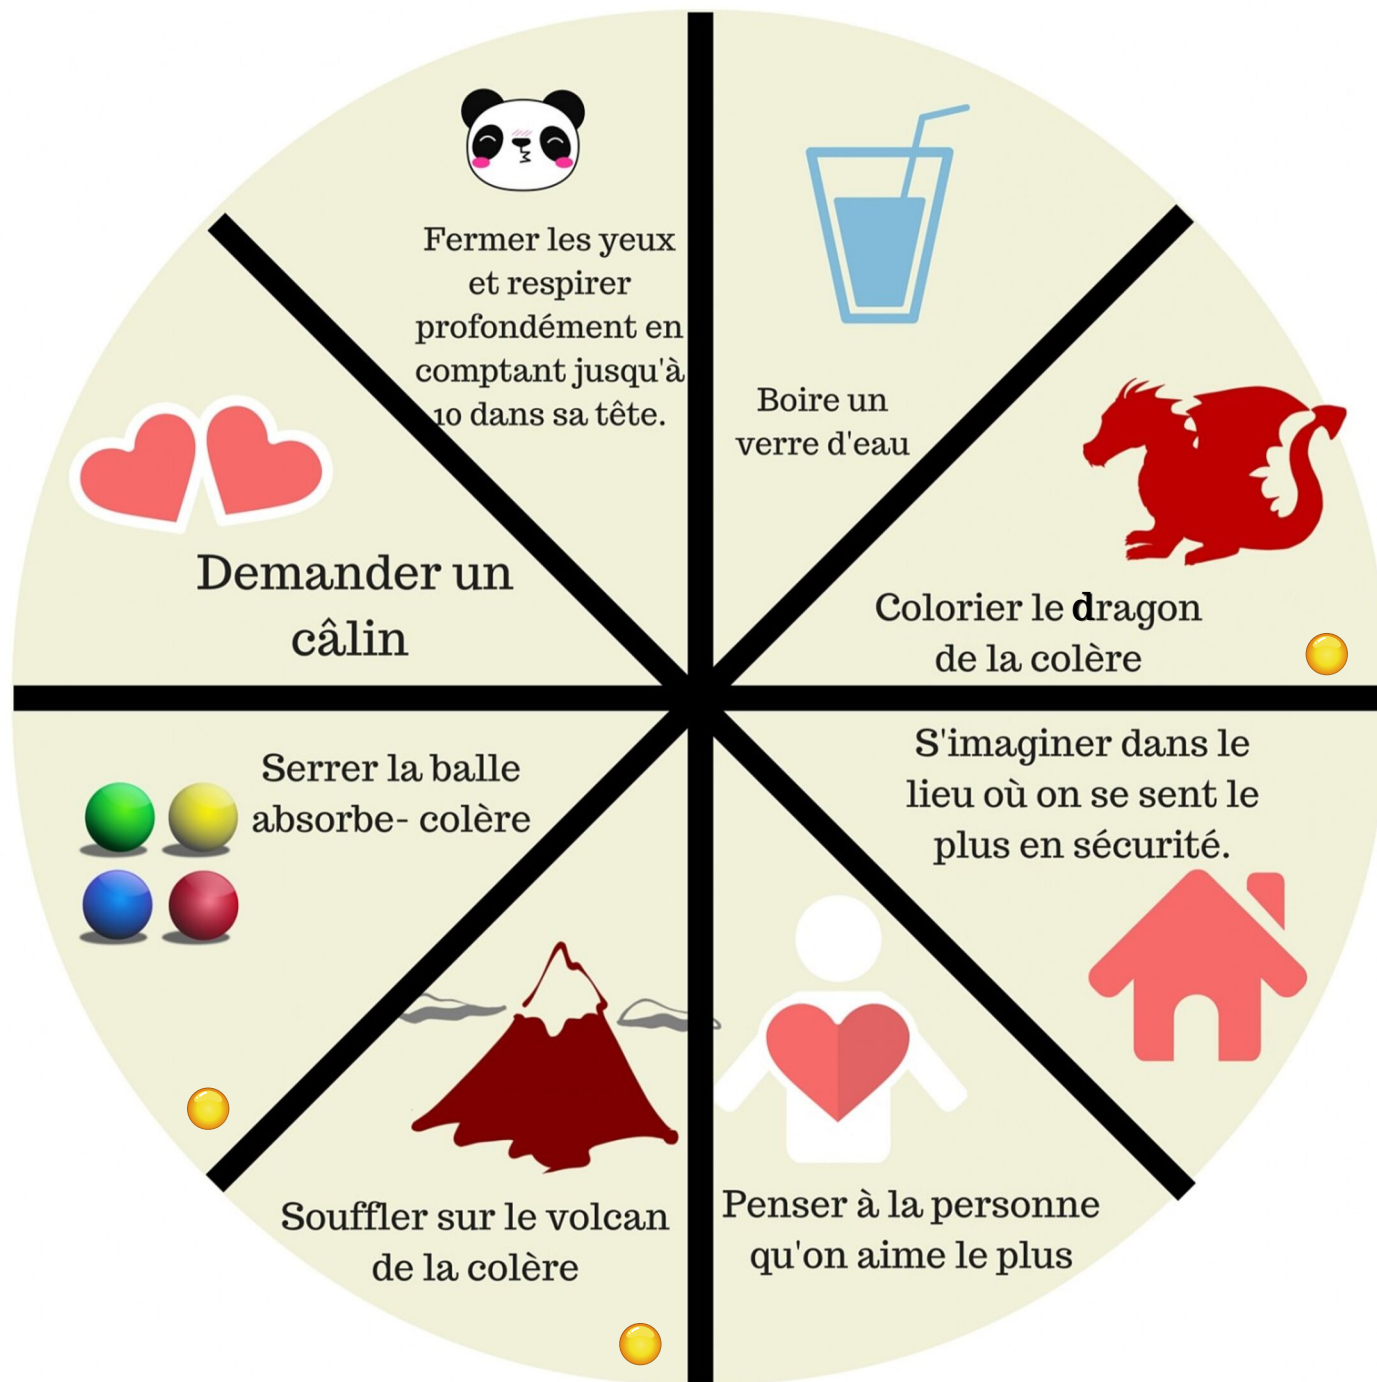 Fermer les yeux
et respirer
profondément en
comptant jusqu'à
10 dans sa tête.
Boire un
verre d'eau
Colorier le dragon
de la colère
S'imaginer dans le
lieu où on se sent le
plus en sécurité.
Penser à la personne
qu'on aime le plus
Souffler sur le volcan
de la colère
Serrer la balle
absorbe- colère
Demander un
câlin